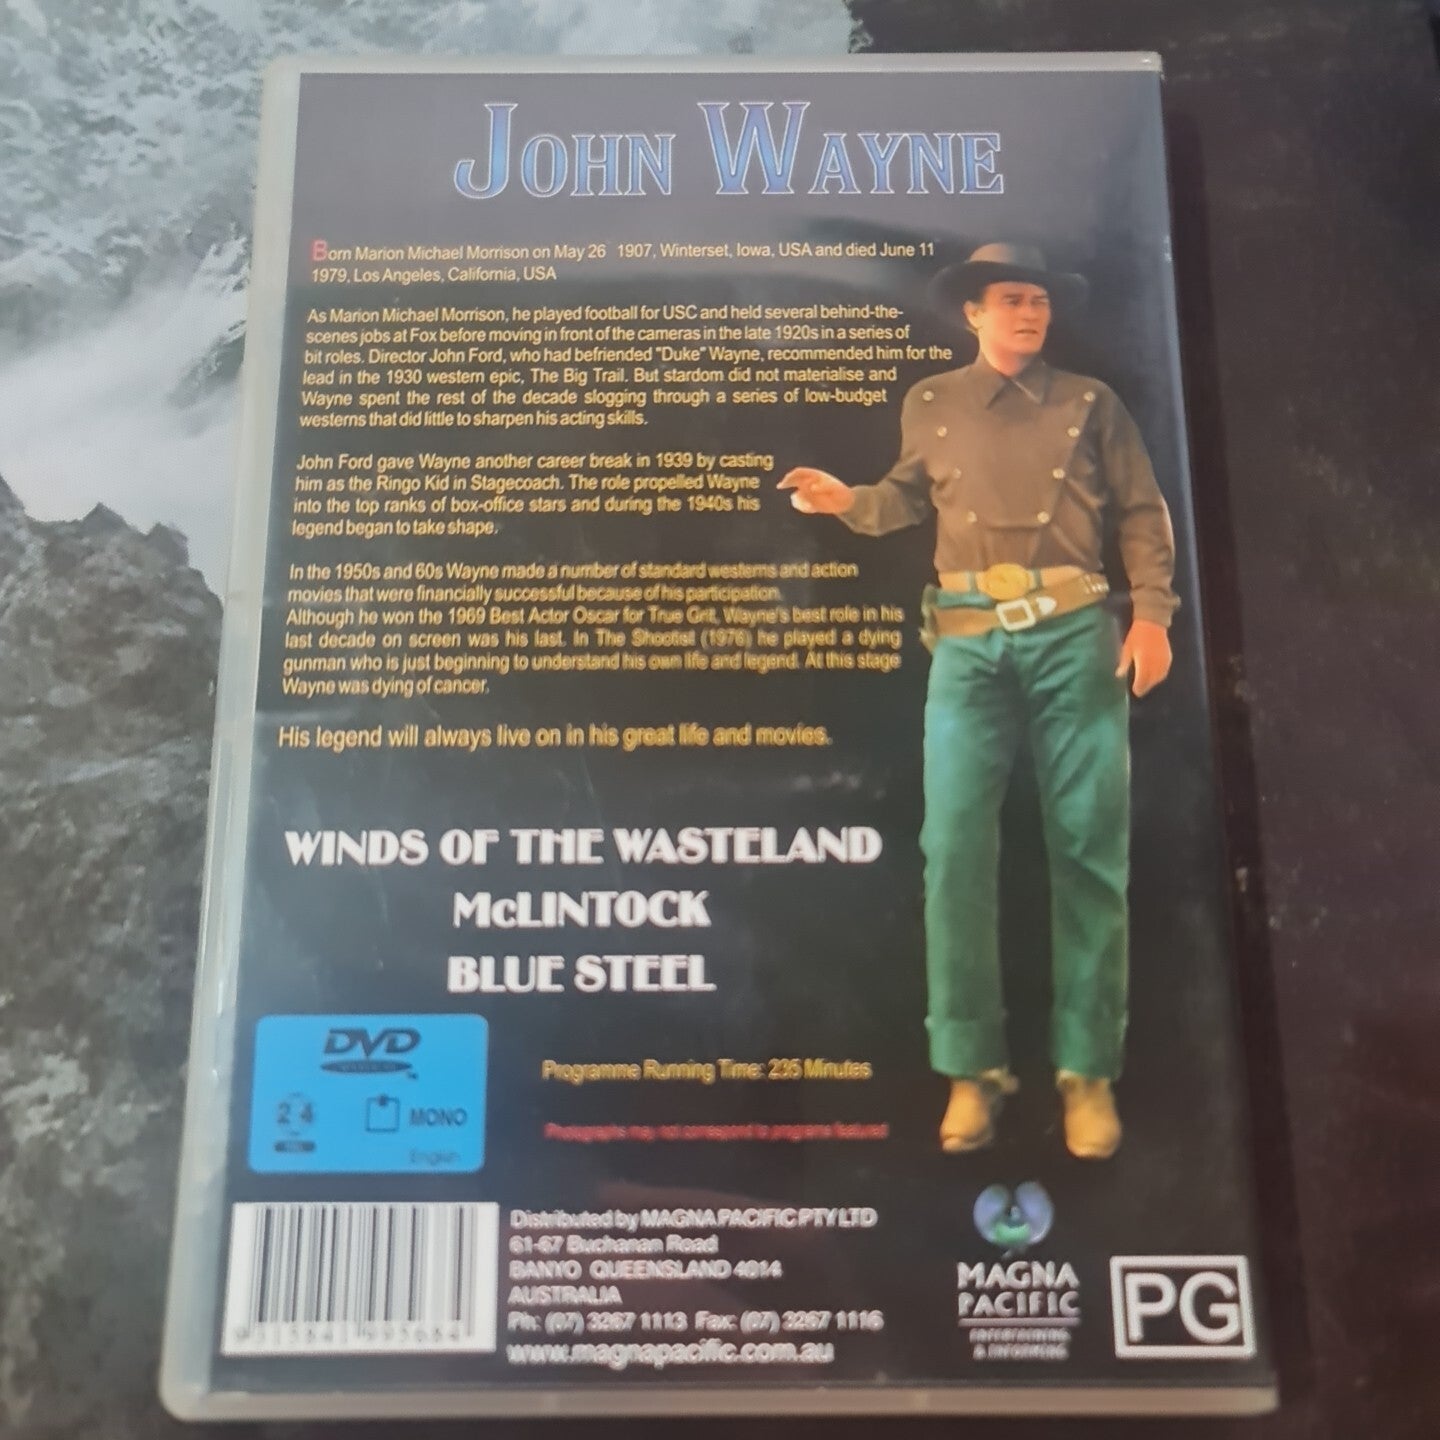 JOHN WAYNE
Born Marion Michael Morrison on May 26 1907, Winterset, Iowa, USA and died June 11
1979, Los Angeles, California, USA
As Marion Michael Morrison, he played football for USC and held several behind-the-
scenes jobs at Fox before moving in front of the cameras in the late 1920s in a series of
bit roles. Director John Ford, who had befriended "Duke" Wayne, recommended him for the
lead in the 1930 western epic, The Big Trail. But stardom did not materialise and
Wayne spent the rest of the decade slogging through a series of low-budget
westerns that did little to sharpen his acting skills.
John Ford gave Wayne another career break in 1939 by casting
him as the Ringo Kid in Stagecoach. The role propelled Wayne
into the top ranks of box-office stars and during the 1940s his
legend began to take shape.
In the 1950s and 60s Wayne made a number of standard westerns and action
movies that were financially successful because of his participation.
Although he won the 1969 Best Actor Oscar for True Grit, Wayne's best role in his
last decade on screen was his last. In The Shootist (1976) he played a dying
gunman who is just beginning to understand his own life and legend. At this stage
Wayne was dying of cancer.
His legend will always live on in his great life and movies.
WINDS OF THE WASTELAND
McLINTOCK
BLUE STEEL
DVD
2 4
MONO
English
Programme Running Time: 235 Minutes
Photographs may not correspond to programs featured
Distributed by MAGNA PACIFIC PTY LTD
61-67 Buchanan Road
BANYO QUEENSLAND 4014
AUSTRALIA
Ph: (07) 3267 1113 Fax: (07) 3267 1116
www.magnapacific.com.au
MAGNA
PACIFIC
ENTERTAINING
& INFORMING
PG